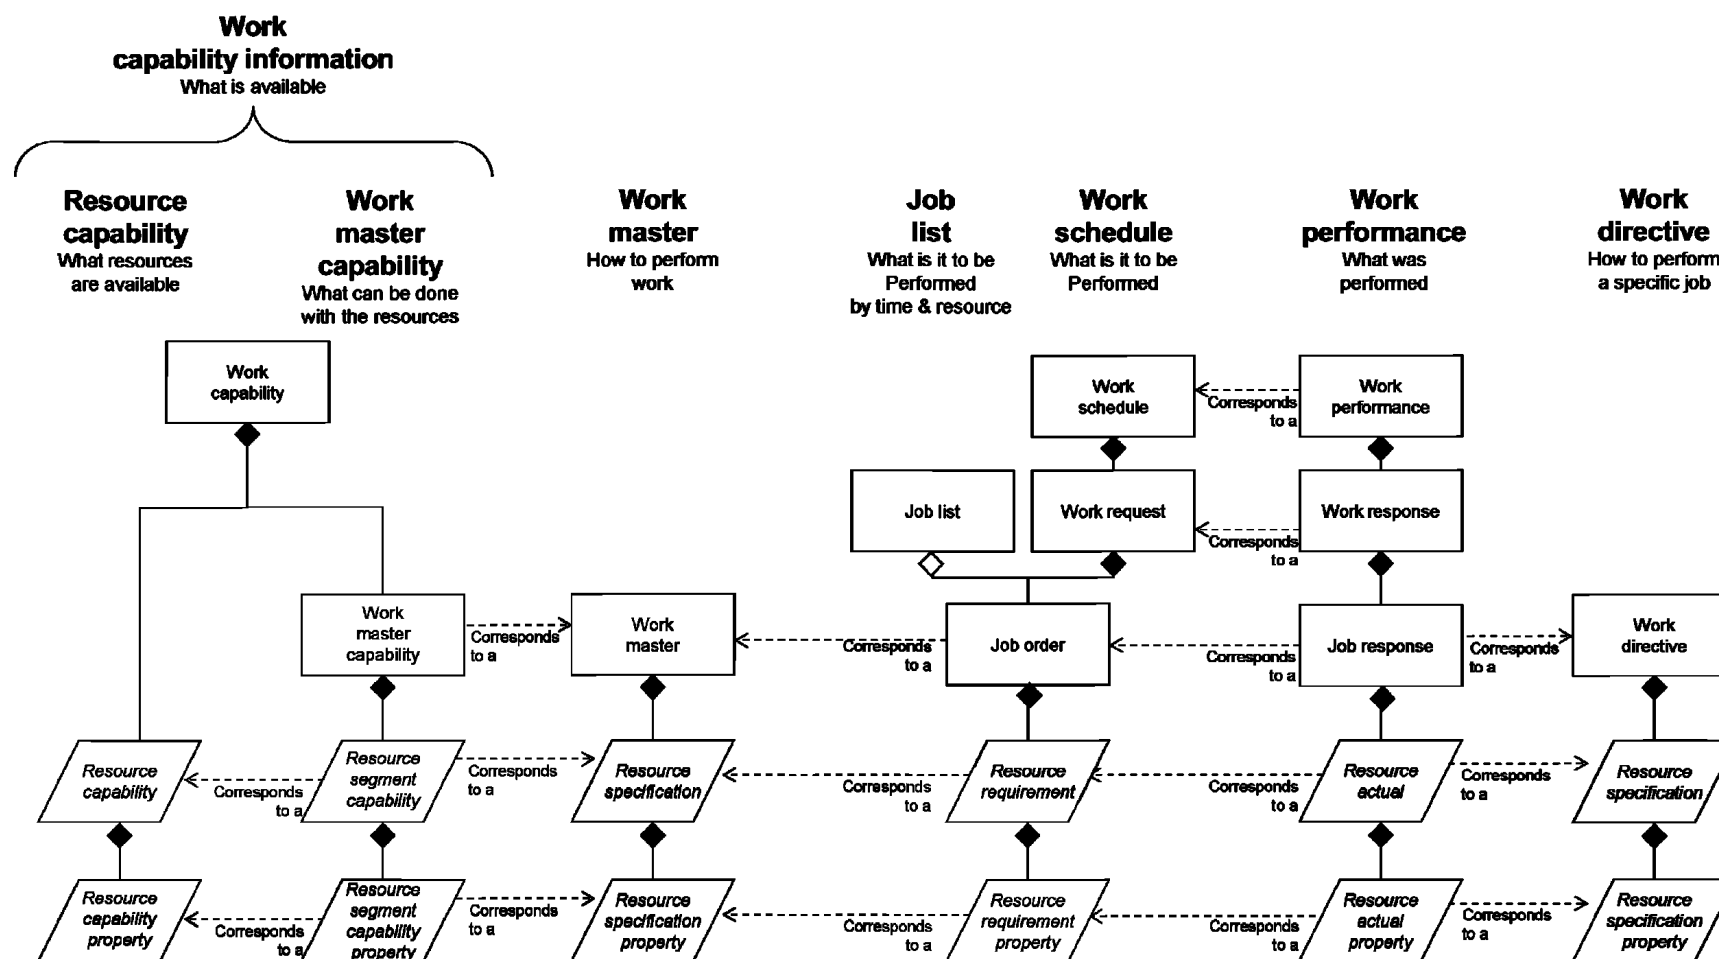 Work
capability information
What is available
Resource
capability
What resources
are available
Work
master
capability
What can be done
with the resources
Work
master
How to perform
work
Job
list
What is it to be
Performed
by time & resource
Work
schedule
What is it to be
Performed
Work
performance
What was
performed
Work
directive
How to perform
a specific job
Work
capability
Work
schedule
Corresponds
to a
Work
performance
Job list
Work request
Corresponds
to a
Work response
Work
master
capability
Corresponds
to a
Work
master
Corresponds
to a
Job order
Corresponds
to a
Job response
Corresponds
to a
Work
directive
Resource
capability
Corresponds
to a
Resource
segment
capability
Corresponds
to a
Resource
specification
Corresponds
to a
Resource
requirement
Corresponds
to a
Resource
actual
Corresponds
to a
Resource
specification
Resource
capability
property
Corresponds
to a
Resource
segment
capability
property
Corresponds
to a
Resource
specification
property
Corresponds
to a
Resource
requirement
property
Corresponds
to a
Resource
actual
property
Corresponds
to a
Resource
specification
property